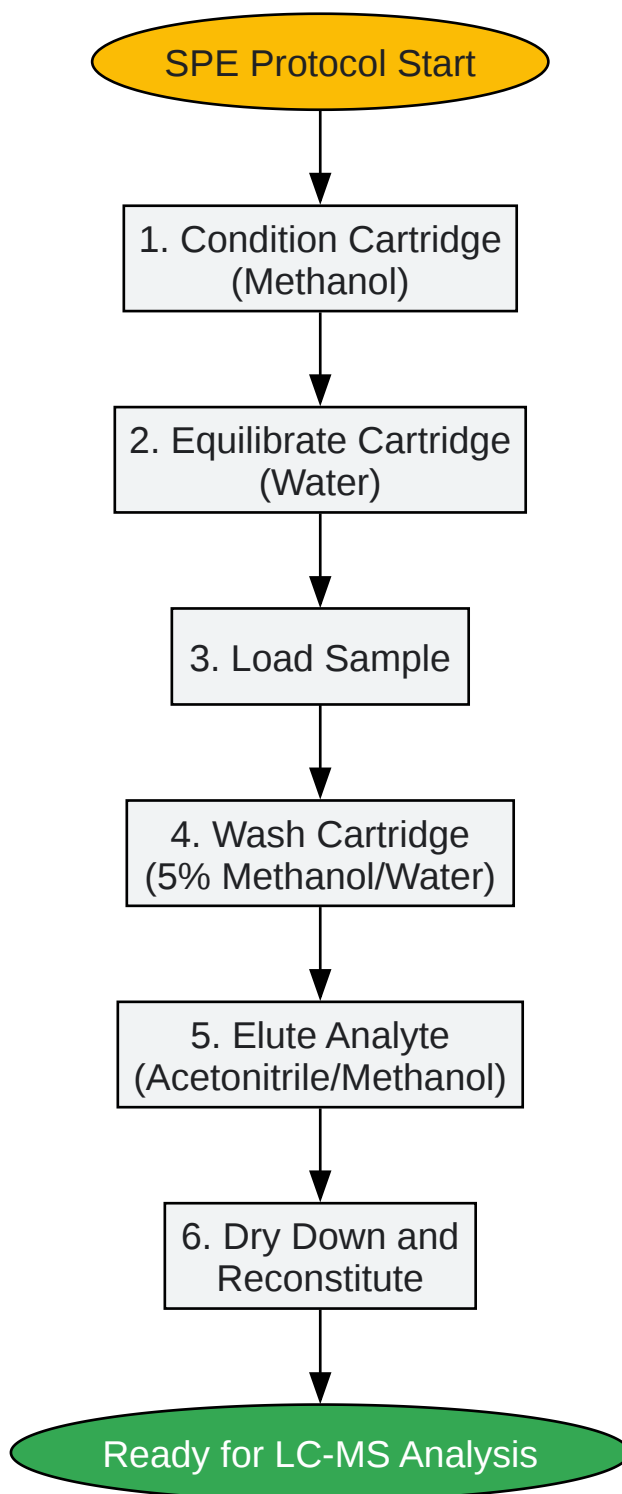 SPE Protocol Start
1. Condition Cartridge
(Methanol)
2. Equilibrate Cartridge
(Water)
3. Load Sample
4. Wash Cartridge
(5% Methanol/Water)
5. Elute Analyte
(Acetonitrile/Methanol)
6. Dry Down and
Reconstitute
Ready for LC-MS Analysis